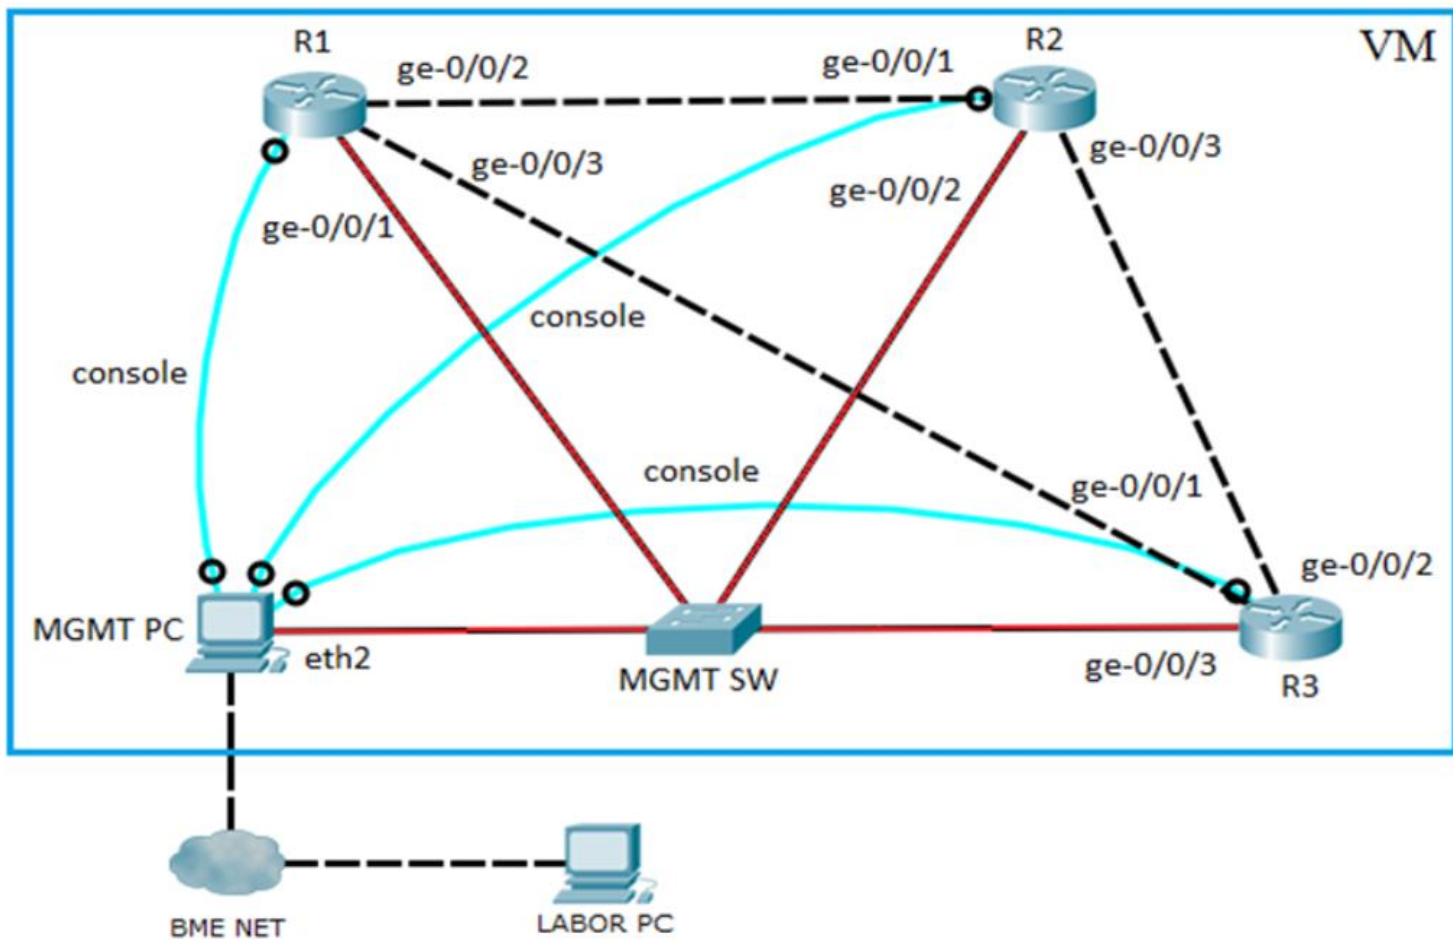 R1
R2
VM
ge-0/0/2
ge-0/0/1
ge-0/0/3
ge-0/0/3
ge-0/0/2
ge-0/0/1
console
console
console
ge-0/0/1
ge-0/0/2
MGMT PC
eth2
MGMT SW
ge-0/0/3
R3
BME NET
LABOR PC